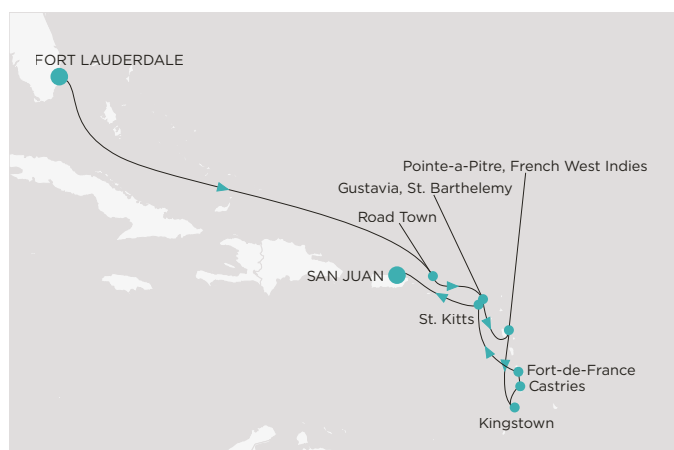 FORT LAUDERDALE
Pointe-a-Pitre, French West Indies
Gustavia, St. Barthelemy
Road Town
SAN JUAN
St. Kitts
Fort-de-France
Castries
Kingstown